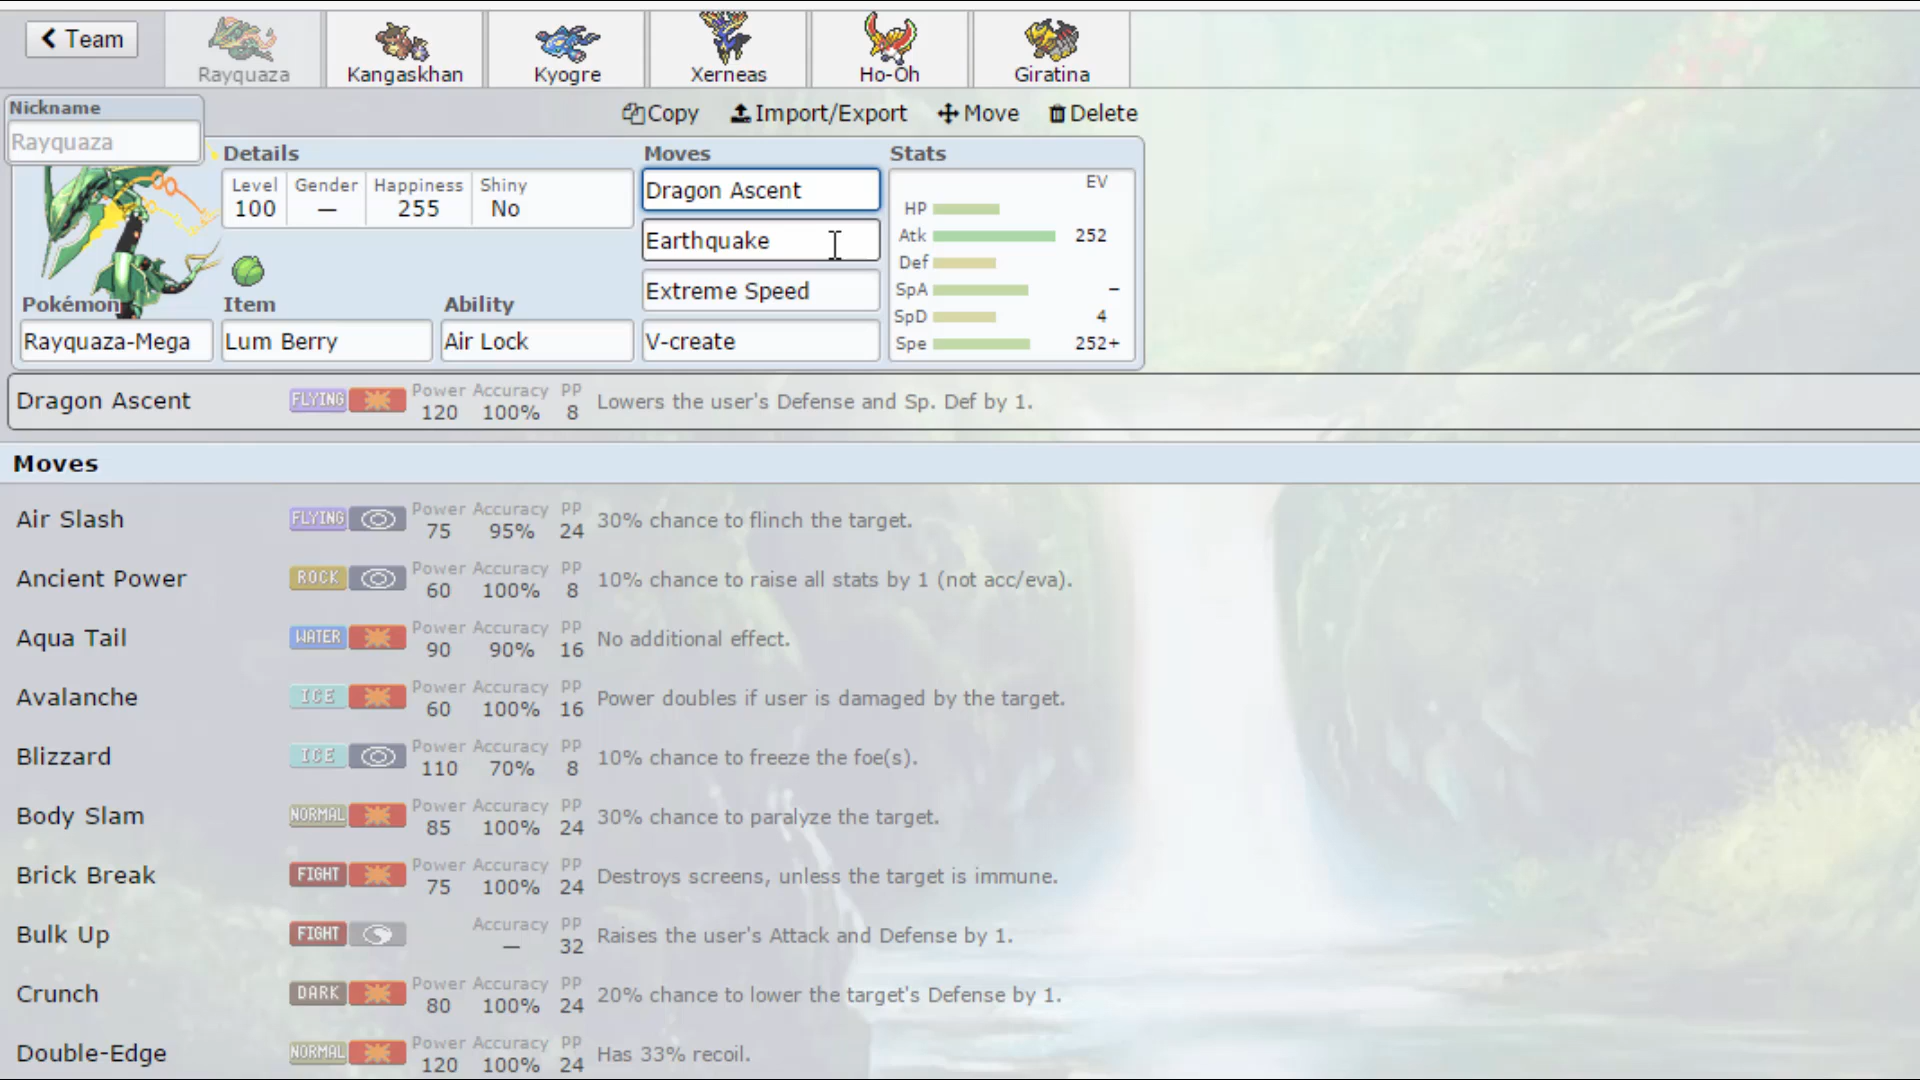 Team
Rayquaza
Kangaskhan
Kyogre
Xerneas
Ho-Oh
Giratina
Nickname
Rayquaza
Copy
Import/Export
Move
Delete
Details
Level Gender Happiness Shiny
100 — 255 No
Pokémon
Rayquaza-Mega
Item
Lum Berry
Ability
Air Lock
Moves
Dragon Ascent
Earthquake
Extreme Speed
V-create
Stats
EV
HP
Atk 252
Def
SpA –
SpD 4
Spe 252+
Dragon Ascent FLYING Power 120 Accuracy 100% PP 8 Lowers the user's Defense and Sp. Def by 1.
Moves
Air Slash FLYING Power 75 Accuracy 95% PP 24 30% chance to flinch the target.
Ancient Power ROCK Power 60 Accuracy 100% PP 8 10% chance to raise all stats by 1 (not acc/eva).
Aqua Tail WATER Power 90 Accuracy 90% PP 16 No additional effect.
Avalanche ICE Power 60 Accuracy 100% PP 16 Power doubles if user is damaged by the target.
Blizzard ICE Power 110 Accuracy 70% PP 8 10% chance to freeze the foe(s).
Body Slam NORMAL Power 85 Accuracy 100% PP 24 30% chance to paralyze the target.
Brick Break FIGHT Power 75 Accuracy 100% PP 24 Destroys screens, unless the target is immune.
Bulk Up FIGHT Accuracy — PP 32 Raises the user's Attack and Defense by 1.
Crunch DARK Power 80 Accuracy 100% PP 24 20% chance to lower the target's Defense by 1.
Double-Edge NORMAL Power 120 Accuracy 100% PP 24 Has 33% recoil.